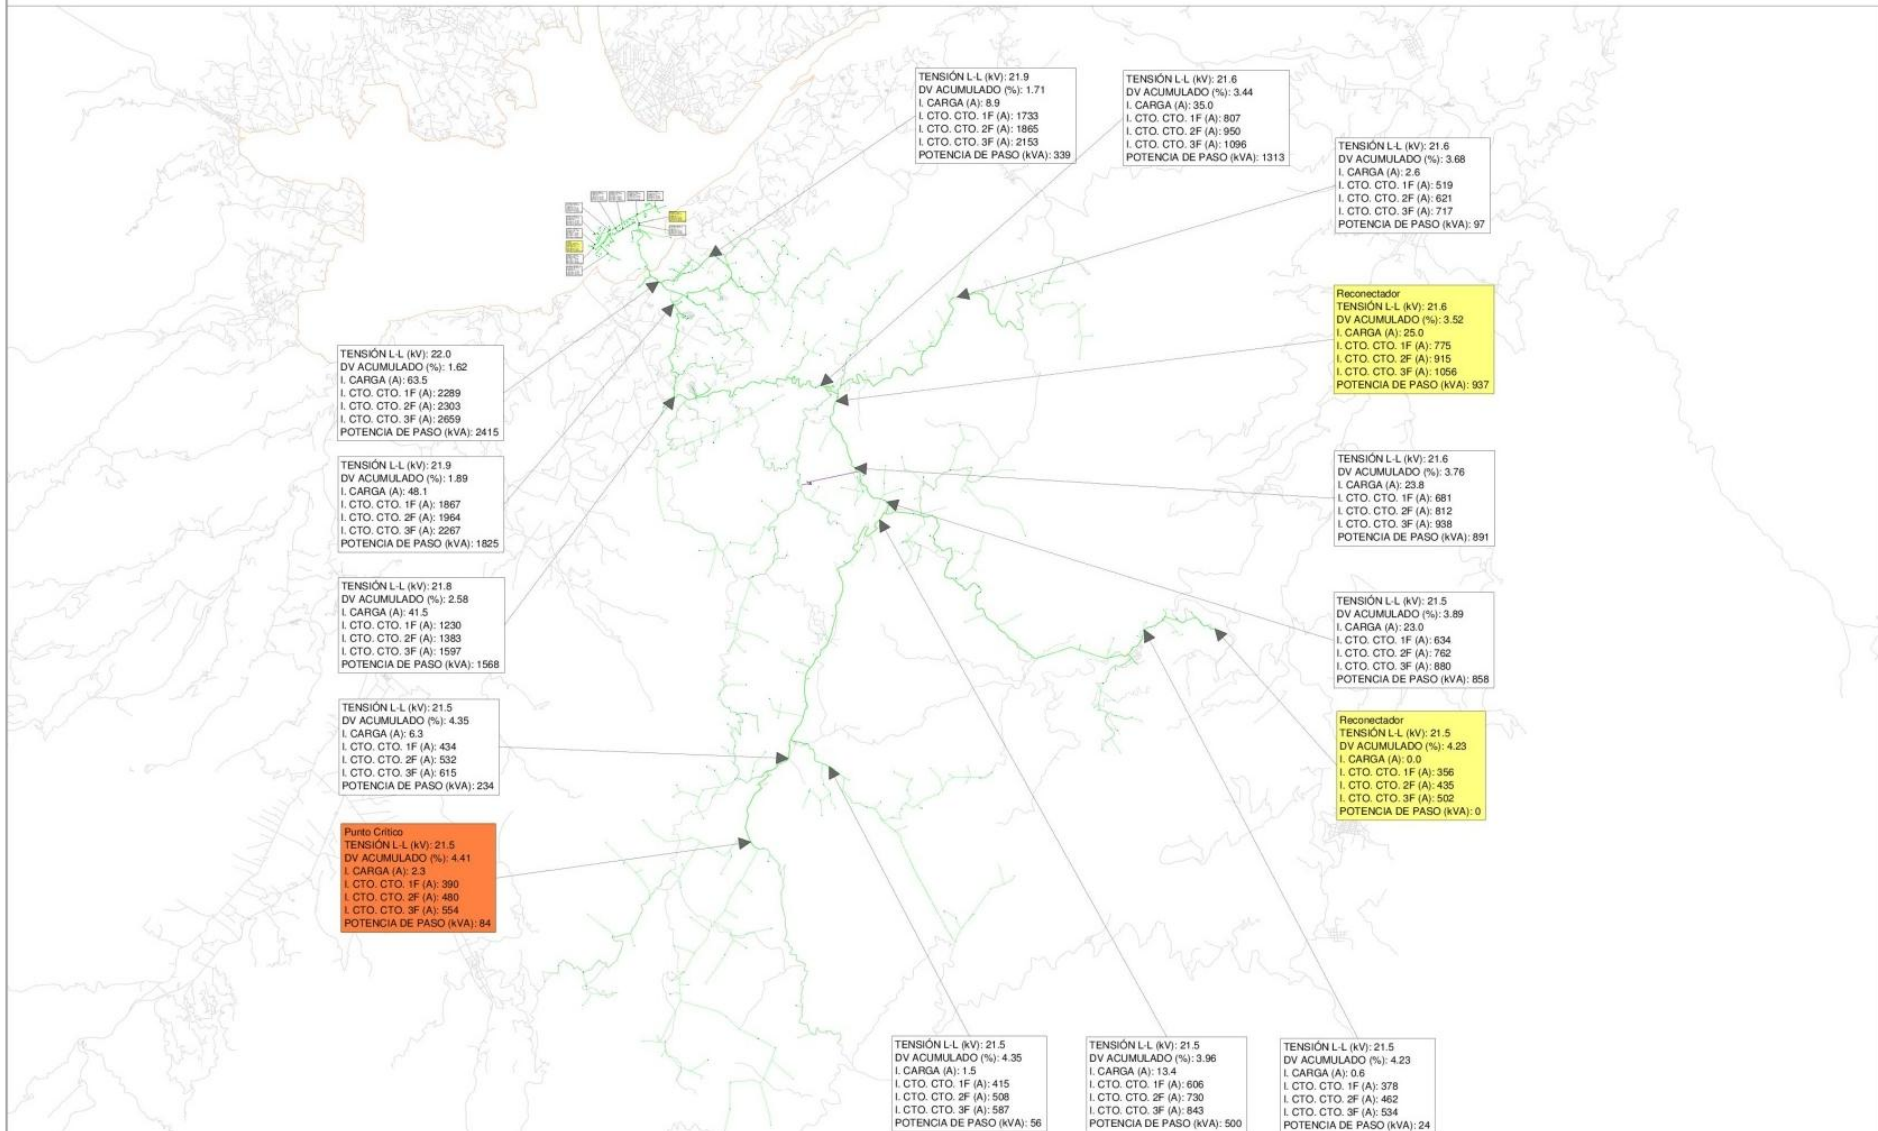 TENSIÓN L-L (kV): 21.9
DV ACUMULADO (%): 1.71
I. CARGA (A): 8.9
I. CTO. CTO. 1F (A): 1733
I. CTO. CTO. 2F (A): 1865
I. CTO. CTO. 3F (A): 2153
POTENCIA DE PASO (kVA): 339
TENSIÓN L-L (kV): 21.6
DV ACUMULADO (%): 3.44
I. CARGA (A): 35.0
I. CTO. CTO. 1F (A): 807
I. CTO. CTO. 2F (A): 950
I. CTO. CTO. 3F (A): 1096
POTENCIA DE PASO (kVA): 1313
TENSIÓN L-L (kV): 21.6
DV ACUMULADO (%): 3.68
I. CARGA (A): 2.6
I. CTO. CTO. 1F (A): 519
I. CTO. CTO. 2F (A): 621
I. CTO. CTO. 3F (A): 717
POTENCIA DE PASO (kVA): 97
Reconectador
TENSIÓN L-L (kV): 21.6
DV ACUMULADO (%): 3.52
I. CARGA (A): 25.0
I. CTO. CTO. 1F (A): 775
I. CTO. CTO. 2F (A): 915
I. CTO. CTO. 3F (A): 1056
POTENCIA DE PASO (kVA): 937
TENSIÓN L-L (kV): 22.0
DV ACUMULADO (%): 1.62
I. CARGA (A): 63.5
I. CTO. CTO. 1F (A): 2289
I. CTO. CTO. 2F (A): 2303
I. CTO. CTO. 3F (A): 2659
POTENCIA DE PASO (kVA): 2415
TENSIÓN L-L (kV): 21.9
DV ACUMULADO (%): 1.89
I. CARGA (A): 48.1
I. CTO. CTO. 1F (A): 1867
I. CTO. CTO. 2F (A): 1964
I. CTO. CTO. 3F (A): 2267
POTENCIA DE PASO (kVA): 1825
TENSIÓN L-L (kV): 21.6
DV ACUMULADO (%): 3.76
I. CARGA (A): 23.8
I. CTO. CTO. 1F (A): 681
I. CTO. CTO. 2F (A): 812
I. CTO. CTO. 3F (A): 938
POTENCIA DE PASO (kVA): 891
TENSIÓN L-L (kV): 21.8
DV ACUMULADO (%): 2.58
I. CARGA (A): 41.5
I. CTO. CTO. 1F (A): 1230
I. CTO. CTO. 2F (A): 1383
I. CTO. CTO. 3F (A): 1597
POTENCIA DE PASO (kVA): 1568
TENSIÓN L-L (kV): 21.5
DV ACUMULADO (%): 3.89
I. CARGA (A): 23.0
I. CTO. CTO. 1F (A): 634
I. CTO. CTO. 2F (A): 762
I. CTO. CTO. 3F (A): 880
POTENCIA DE PASO (kVA): 858
TENSIÓN L-L (kV): 21.5
DV ACUMULADO (%): 4.35
I. CARGA (A): 6.3
I. CTO. CTO. 1F (A): 434
I. CTO. CTO. 2F (A): 532
I. CTO. CTO. 3F (A): 615
POTENCIA DE PASO (kVA): 234
Reconectador
TENSIÓN L-L (kV): 21.5
DV ACUMULADO (%): 4.23
I. CARGA (A): 0.0
I. CTO. CTO. 1F (A): 356
I. CTO. CTO. 2F (A): 435
I. CTO. CTO. 3F (A): 502
POTENCIA DE PASO (kVA): 0
Punto Crítico
TENSIÓN L-L (kV): 21.5
DV ACUMULADO (%): 4.41
I. CARGA (A): 2.3
I. CTO. CTO. 1F (A): 390
I. CTO. CTO. 2F (A): 480
I. CTO. CTO. 3F (A): 554
POTENCIA DE PASO (kVA): 84
TENSIÓN L-L (kV): 21.5
DV ACUMULADO (%): 4.35
I. CARGA (A): 1.5
I. CTO. CTO. 1F (A): 415
I. CTO. CTO. 2F (A): 508
I. CTO. CTO. 3F (A): 587
POTENCIA DE PASO (kVA): 56
TENSIÓN L-L (kV): 21.5
DV ACUMULADO (%): 3.96
I. CARGA (A): 13.4
I. CTO. CTO. 1F (A): 606
I. CTO. CTO. 2F (A): 730
I. CTO. CTO. 3F (A): 843
POTENCIA DE PASO (kVA): 500
TENSIÓN L-L (kV): 21.5
DV ACUMULADO (%): 4.23
I. CARGA (A): 0.6
I. CTO. CTO. 1F (A): 378
I. CTO. CTO. 2F (A): 462
I. CTO. CTO. 3F (A): 534
POTENCIA DE PASO (kVA): 24